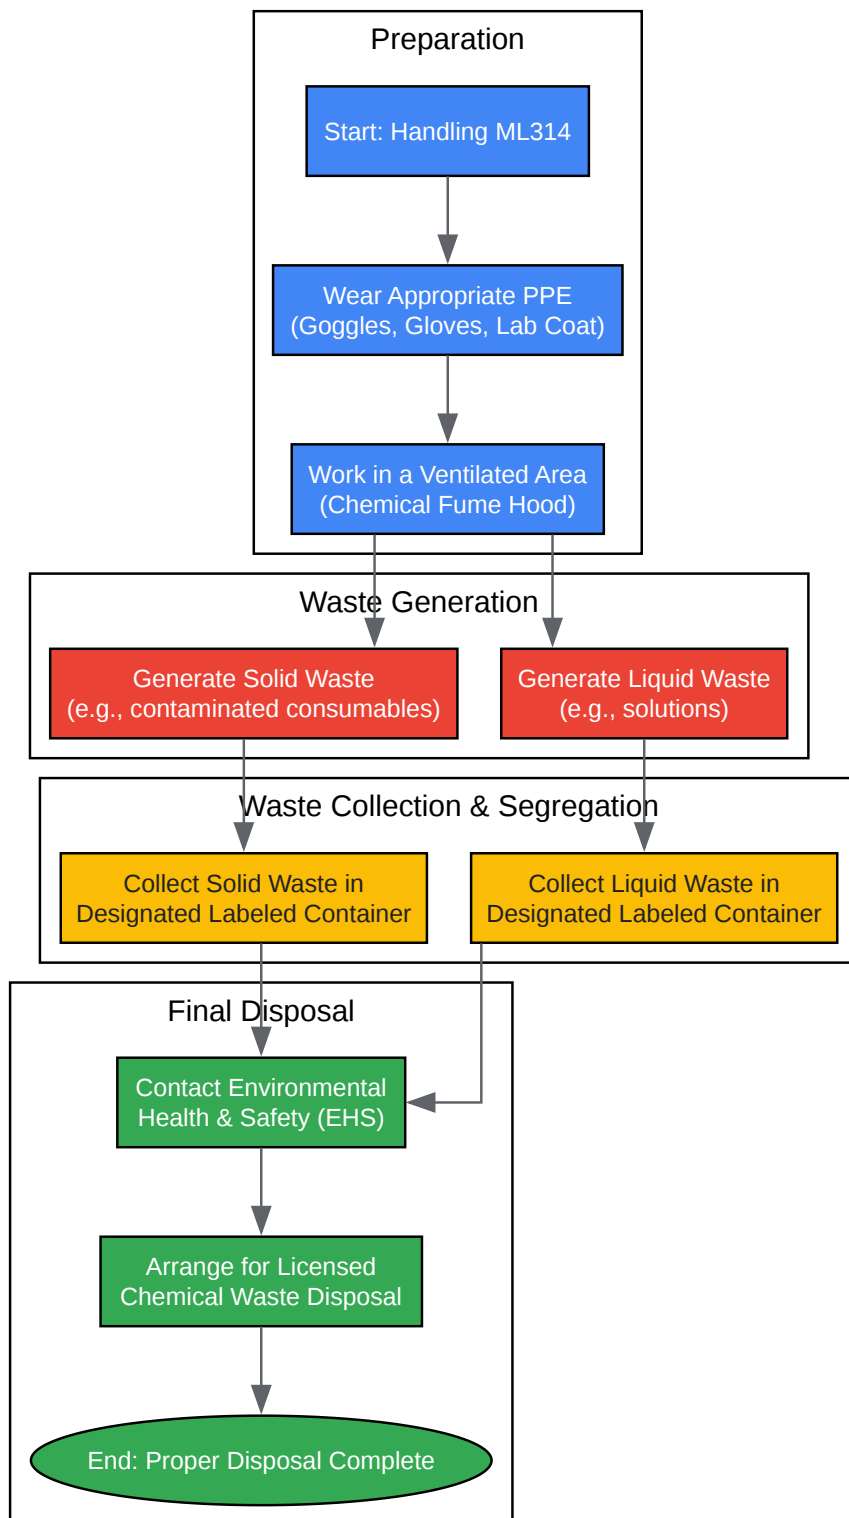 Preparation
Start: Handling ML314
Wear Appropriate PPE
(Goggles, Gloves, Lab Coat)
Work in a Ventilated Area
(Chemical Fume Hood)
Waste Generation
Generate Solid Waste
(e.g., contaminated consumables)
Generate Liquid Waste
(e.g., solutions)
Waste Collection & Segregation
Collect Solid Waste in
Designated Labeled Container
Collect Liquid Waste in
Designated Labeled Container
Final Disposal
Contact Environmental
Health & Safety (EHS)
Arrange for Licensed
Chemical Waste Disposal
End: Proper Disposal Complete